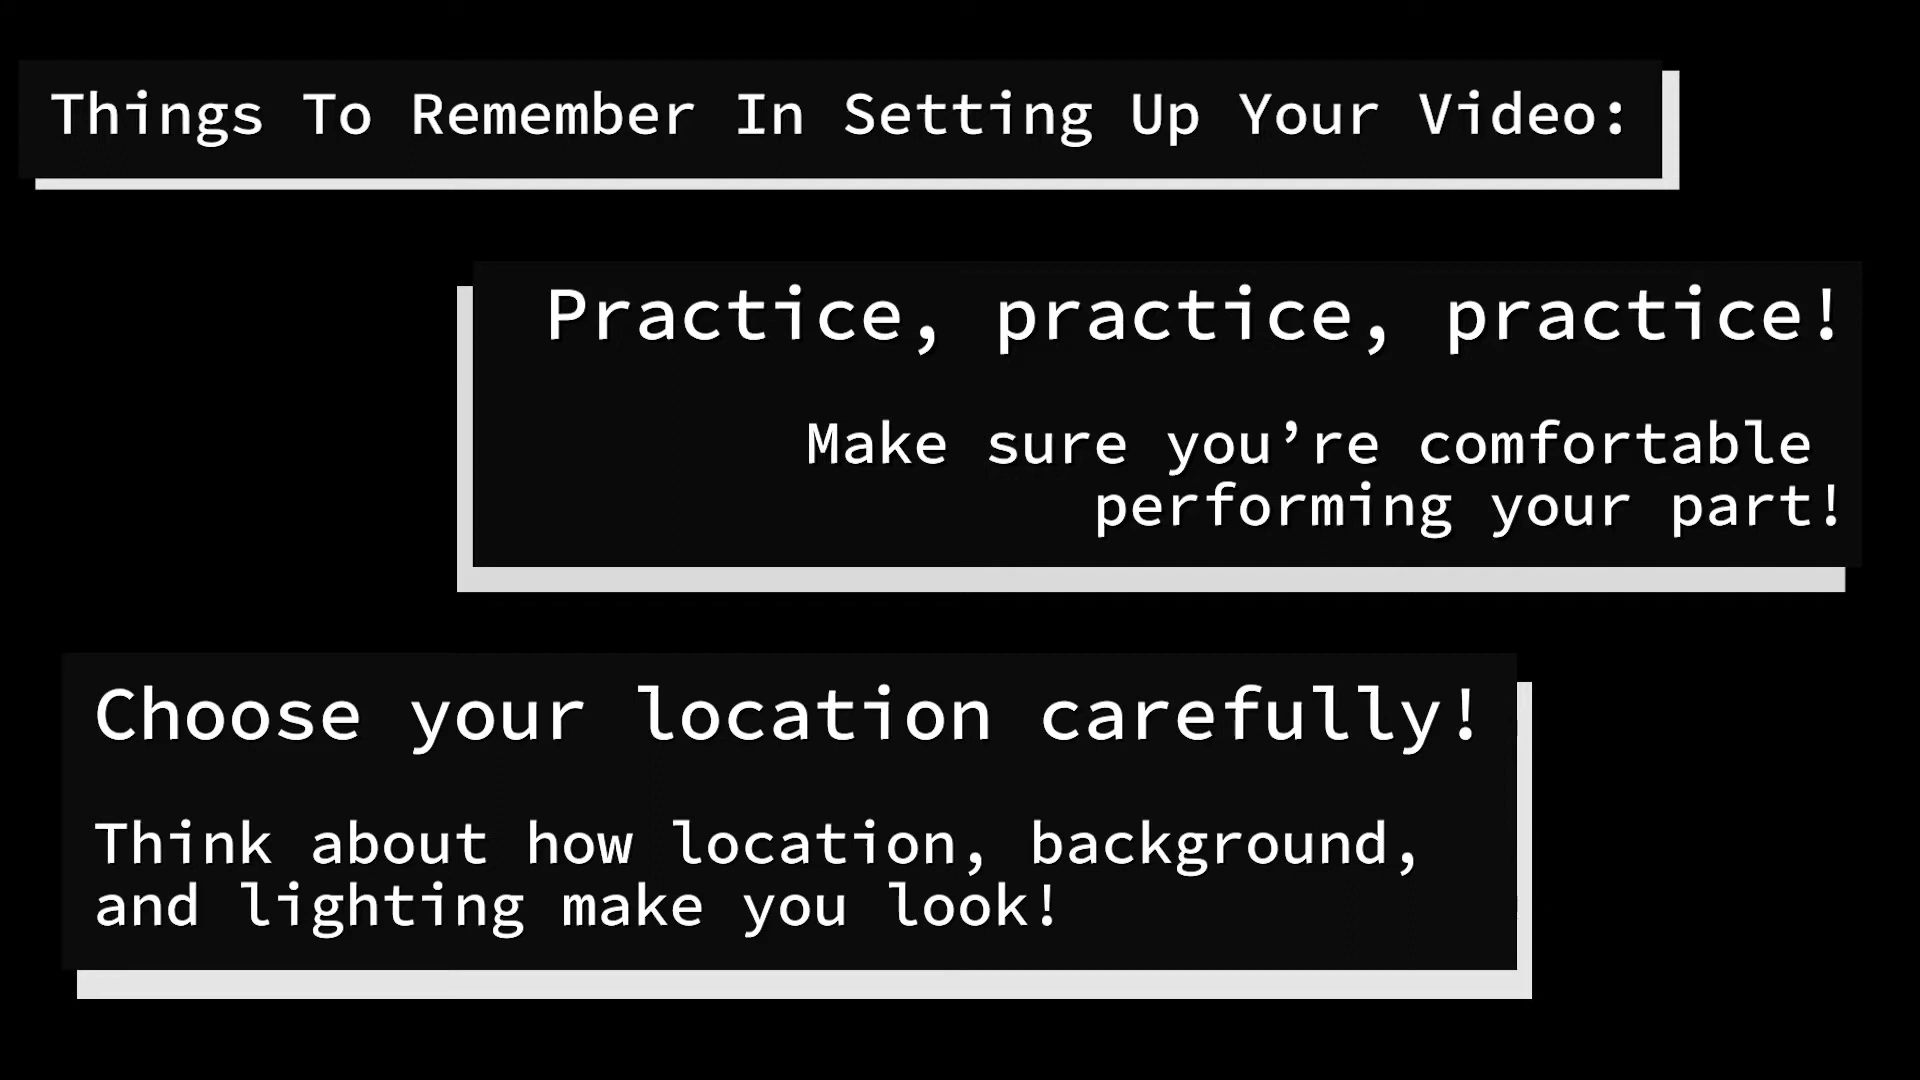 Things To Remember In Setting Up Your Video:
Practice, practice, practice!
Make sure you’re comfortable
performing your part!
Choose your location carefully!
Think about how location, background,
and lighting make you look!